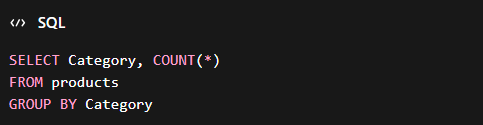 </> SQL
SELECT Category, COUNT(*)
FROM products
GROUP BY Category